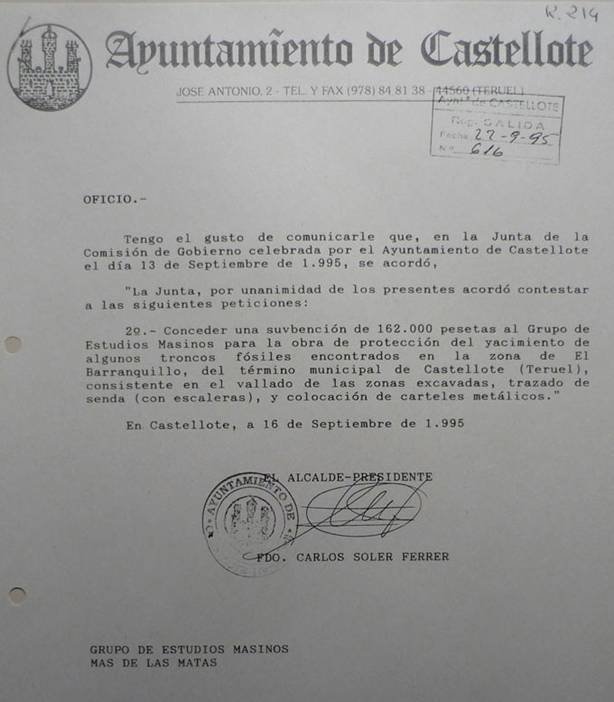 R.214
Ayuntamiento de Castellote
JOSE ANTONIO, 2 - TEL. Y FAX (978) 84 81 38 - 44560 (TERUEL)
Aynt.º de CASTELLOTE
Reg. SALIDA
Fecha 27-9-95
N.º 616
OFICIO.-
Tengo el gusto de comunicarle que, en la Junta de la
Comisión de Gobierno celebrada por el Ayuntamiento de Castellote
el día 13 de Septiembre de 1.995, se acordó,
"La Junta, por unanimidad de los presentes acordó contestar
a las siguientes peticiones:
2º.- Conceder una suvbención de 162.000 pesetas al Grupo de
Estudios Masinos para la obra de protección del yacimiento de
algunos troncos fósiles encontrados en la zona de El
Barranquillo, del término municipal de Castellote (Teruel),
consistente en el vallado de las zonas excavadas, trazado de
senda (con escaleras), y colocación de carteles metálicos."
En Castellote, a 16 de Septiembre de 1.995
EL ALCALDE-PRESIDENTE
AYUNTAMIENTO DE
FDO. CARLOS SOLER FERRER
GRUPO DE ESTUDIOS MASINOS
MAS DE LAS MATAS